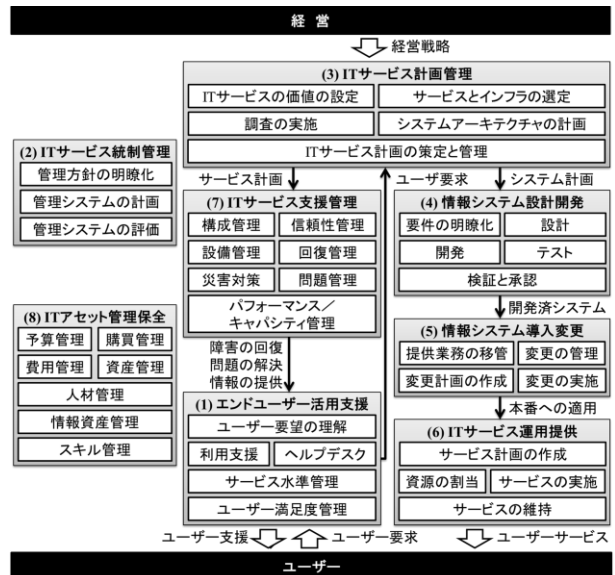 経 営
経営戦略
(3) ITサービス計画管理
ITサービスの価値の設定
サービスとインフラの選定
調査の実施
システムアーキテクチャの計画
ITサービス計画の策定と管理
(2) ITサービス統制管理
管理方針の明瞭化
管理システムの計画
管理システムの評価
サービス計画
ユーザ要求
システム計画
(7) ITサービス支援管理
構成管理
信頼性管理
設備管理
回復管理
災害対策
問題管理
パフォーマンス/
キャパシティ管理
(4) 情報システム設計開発
要件の明瞭化
設計
開発
テスト
検証と承認
開発済システム
(8) ITアセット管理保全
予算管理
購買管理
費用管理
資産管理
人材管理
情報資産管理
スキル管理
障害の回復
問題の解決
情報の提供
(5) 情報システム導入変更
提供業務の移管
変更の管理
変更計画の作成
変更の実施
本番への適用
(1) エンドユーザー活用支援
ユーザー要望の理解
利用支援
ヘルプデスク
サービス水準管理
ユーザー満足度管理
(6) ITサービス運用提供
サービス計画の作成
資源の割当
サービスの実施
サービスの維持
ユーザー支援
ユーザー要求
ユーザーサービス
ユーザー